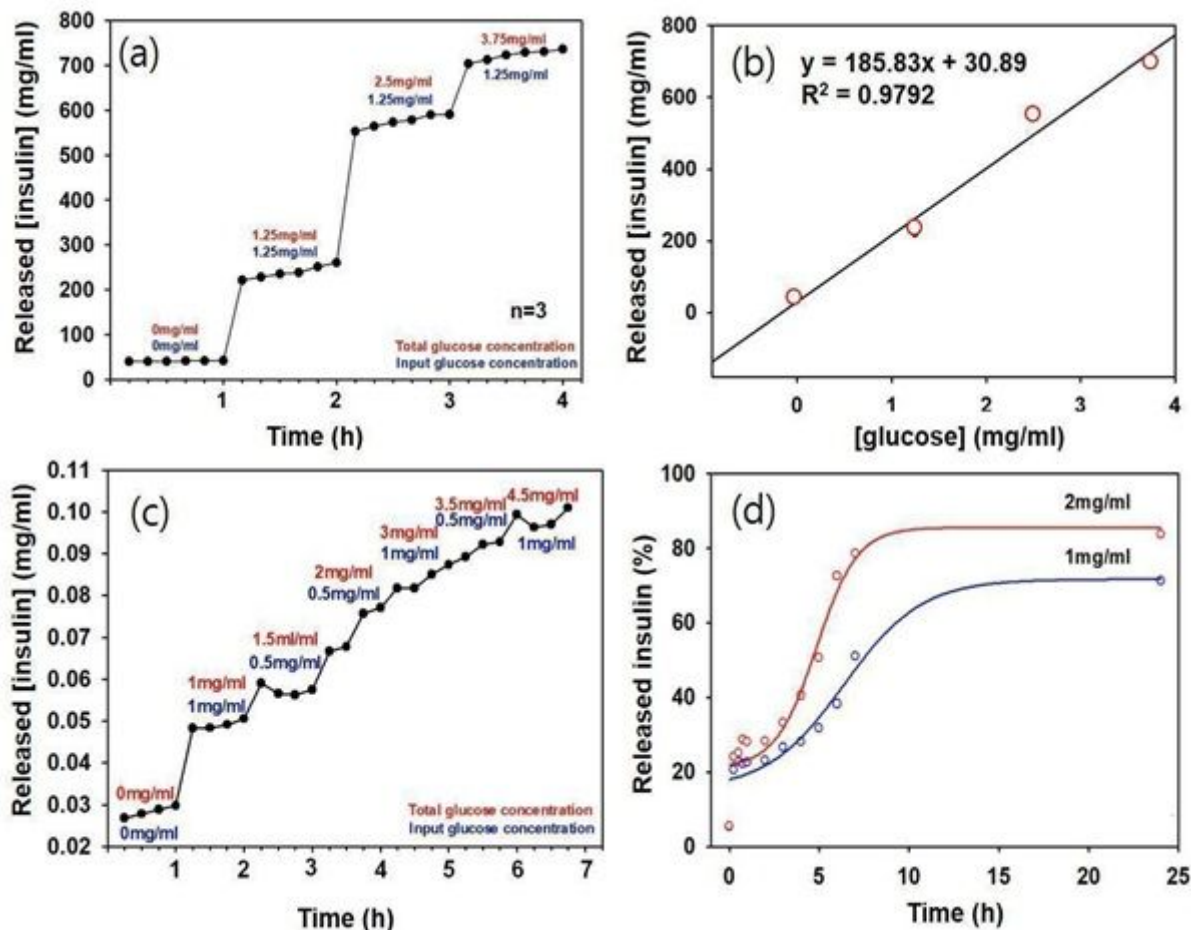 (a)
Released [insulin] (mg/ml)
800
700
600
500
400
300
200
100
0
0mg/ml
0mg/ml
1.25mg/ml
1.25mg/ml
2.5mg/ml
1.25mg/ml
3.75mg/ml
1.25mg/ml
n=3
Total glucose concentration
Input glucose concentration
1 2 3 4
Time (h)
(b)
y = 185.83x + 30.89
R² = 0.9792
Released [insulin] (mg/ml)
800
600
400
200
0
0 1 2 3 4
[glucose] (mg/ml)
(c)
Released [insulin] (mg/ml)
0.11
0.10
0.09
0.08
0.07
0.06
0.05
0.04
0.03
0.02
0mg/ml
0mg/ml
1mg/ml
1mg/ml
1.5ml/ml
0.5mg/ml
2mg/ml
0.5mg/ml
3mg/ml
1mg/ml
3.5mg/ml
0.5mg/ml
4.5mg/ml
1mg/ml
Total glucose concentration
Input glucose concentration
1 2 3 4 5 6 7
Time (h)
(d)
Released insulin (%)
100
80
60
40
20
0
2mg/ml
1mg/ml
0 5 10 15 20 25
Time (h)